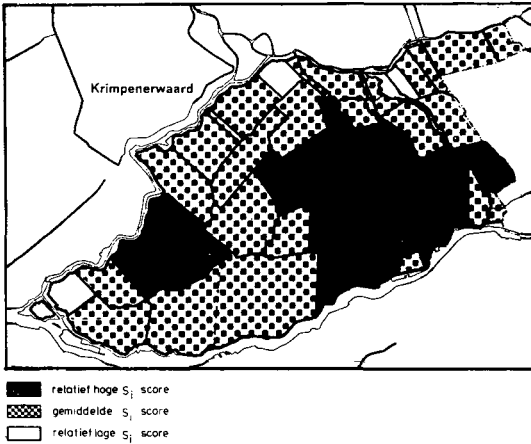 Krimpenerwaard
relatief hoge Si score
gemiddelde Si score
relatief lage Si score